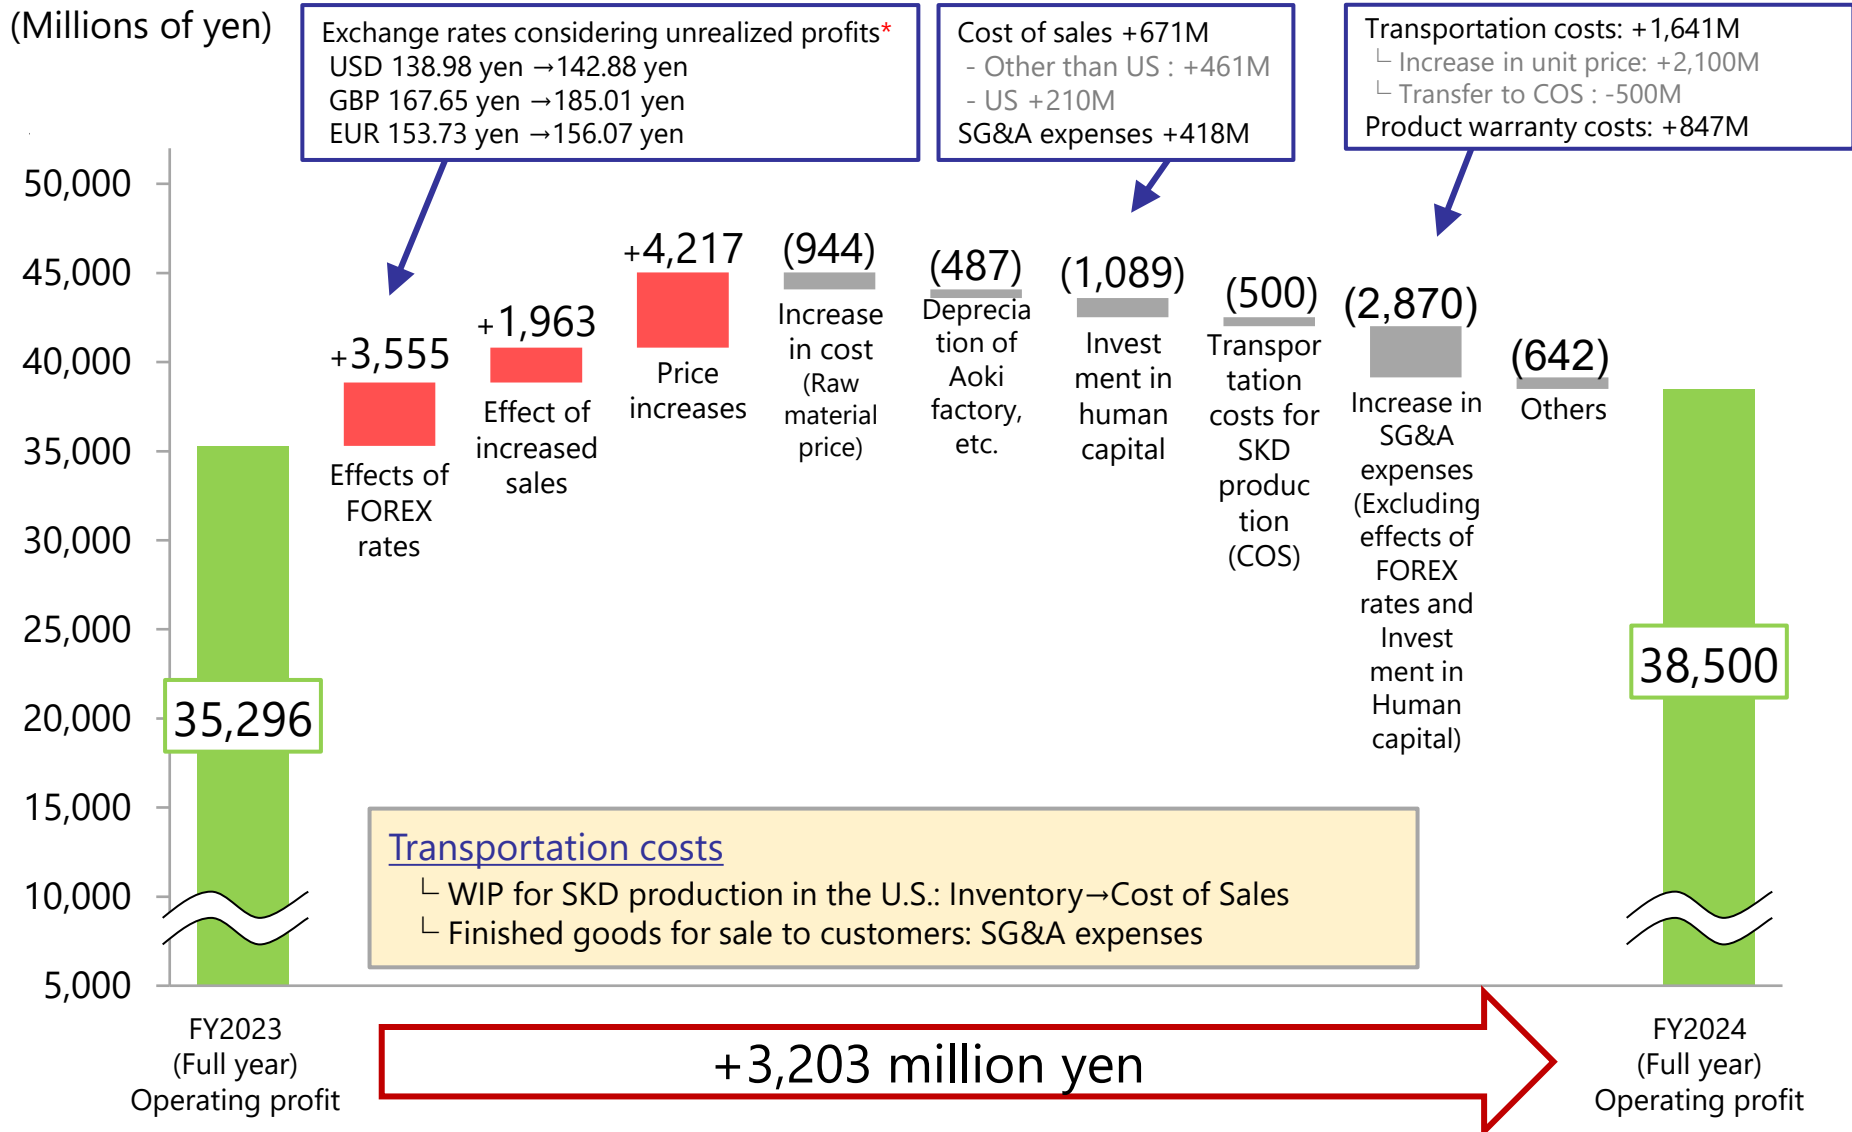 (Millions of yen)
Exchange rates considering unrealized profits*
USD 138.98 yen →142.88 yen
GBP 167.65 yen →185.01 yen
EUR 153.73 yen →156.07 yen
Cost of sales +671M
- Other than US : +461M
- US +210M
SG&A expenses +418M
Transportation costs: +1,641M
└ Increase in unit price: +2,100M
└ Transfer to COS : -500M
Product warranty costs: +847M
50,000
45,000
40,000
35,000
30,000
25,000
20,000
15,000
10,000
5,000
35,296
+3,555
Effects of
FOREX
rates
+1,963
Effect of
increased
sales
+4,217
Price
increases
(944)
Increase
in cost
(Raw
material
price)
(487)
Deprecia
tion of
Aoki
factory,
etc.
(1,089)
Invest
ment in
human
capital
(500)
Transpor
tation
costs for
SKD
produc
tion
(COS)
(2,870)
Increase in
SG&A
expenses
(Excluding
effects of
FOREX
rates and
Invest
ment in
Human
capital)
(642)
Others
38,500
Transportation costs
└ WIP for SKD production in the U.S.: Inventory→Cost of Sales
└ Finished goods for sale to customers: SG&A expenses
FY2023
(Full year)
Operating profit
+3,203 million yen
FY2024
(Full year)
Operating profit